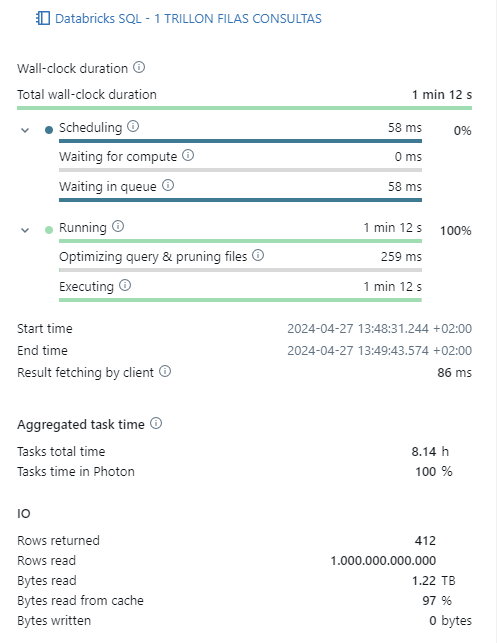 Databricks SQL - 1 TRILLON FILAS CONSULTAS
Wall-clock duration
Total wall-clock duration 1 min 12 s
Scheduling 58 ms 0%
Waiting for compute 0 ms
Waiting in queue 58 ms
Running 1 min 12 s 100%
Optimizing query & pruning files 259 ms
Executing 1 min 12 s
Start time 2024-04-27 13:48:31.244 +02:00
End time 2024-04-27 13:49:43.574 +02:00
Result fetching by client 86 ms
Aggregated task time
Tasks total time 8.14 h
Tasks time in Photon 100 %
IO
Rows returned 412
Rows read 1.000.000.000.000
Bytes read 1.22 TB
Bytes read from cache 97 %
Bytes written 0 bytes